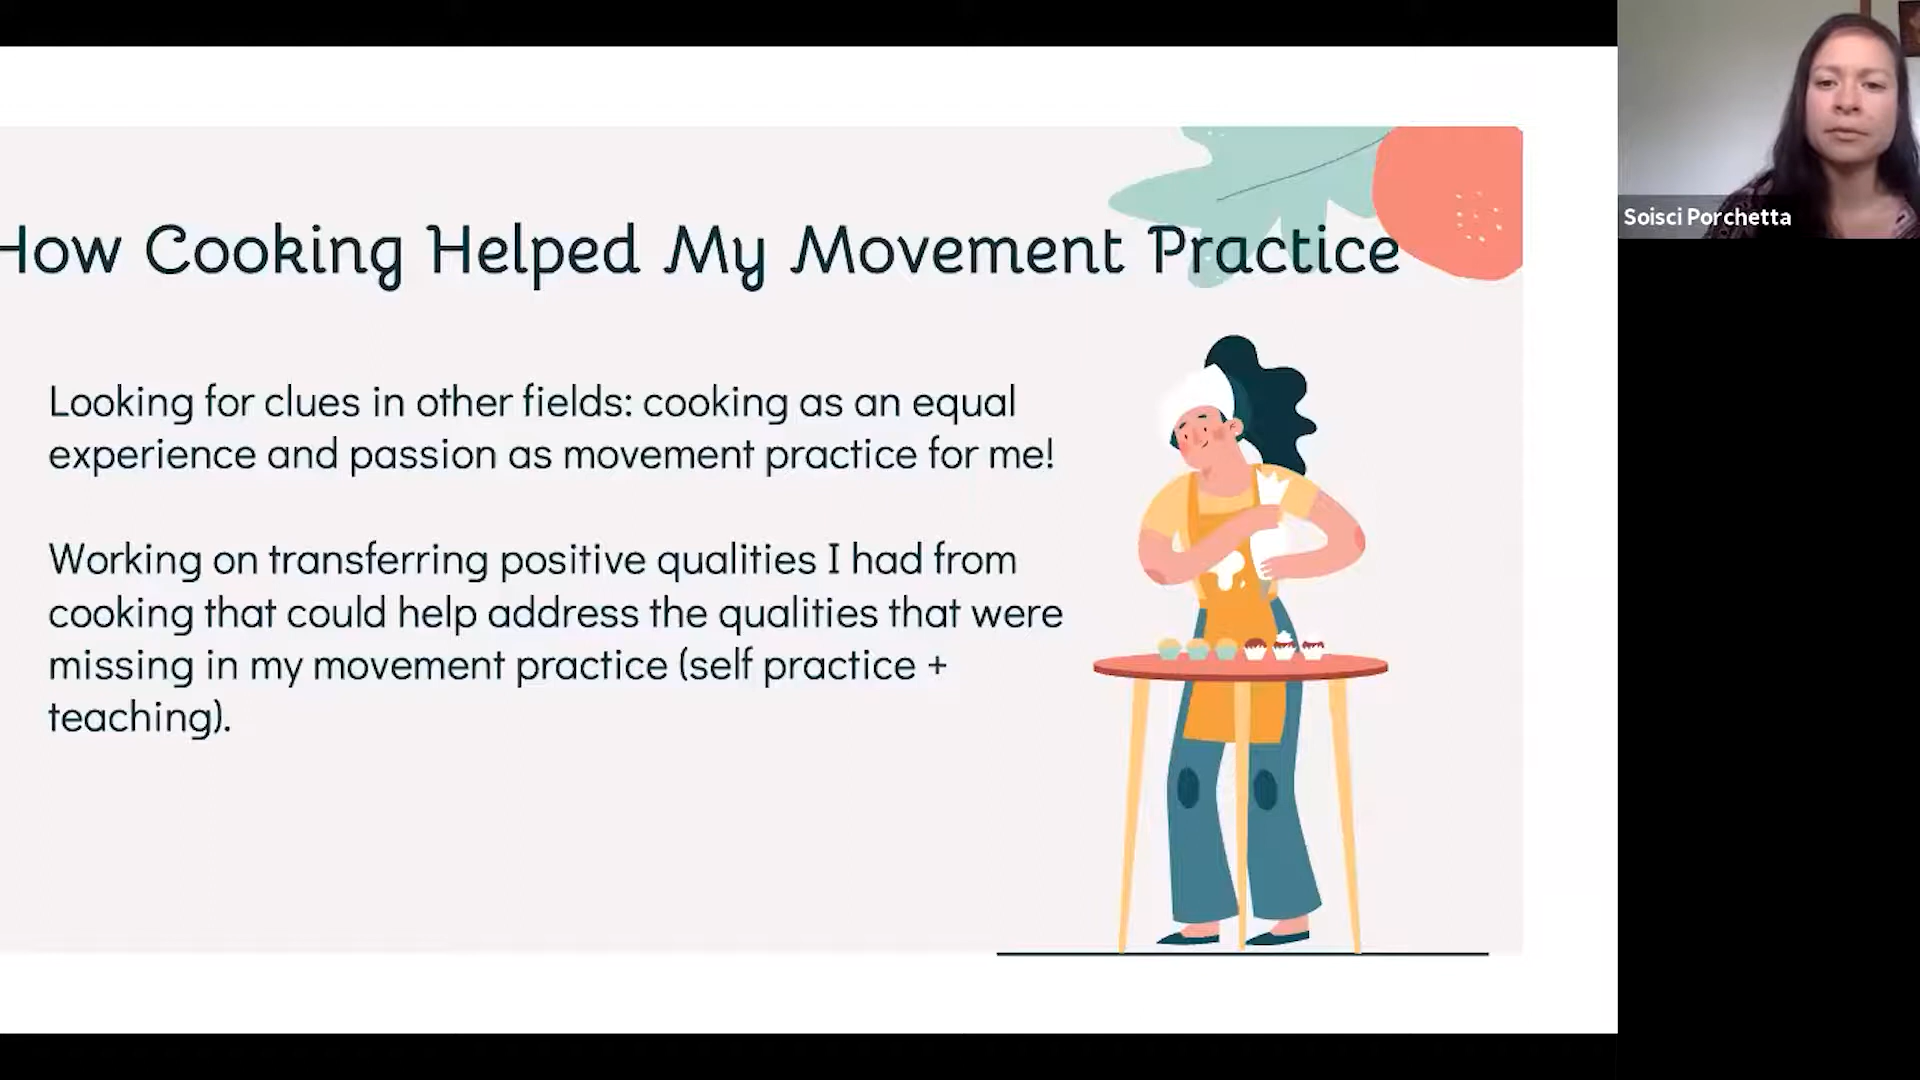 How Cooking Helped My Movement Practice
Looking for clues in other fields: cooking as an equal
experience and passion as movement practice for me!
Working on transferring positive qualities I had from
cooking that could help address the qualities that were
missing in my movement practice (self practice +
teaching).
Soisci Porchetta